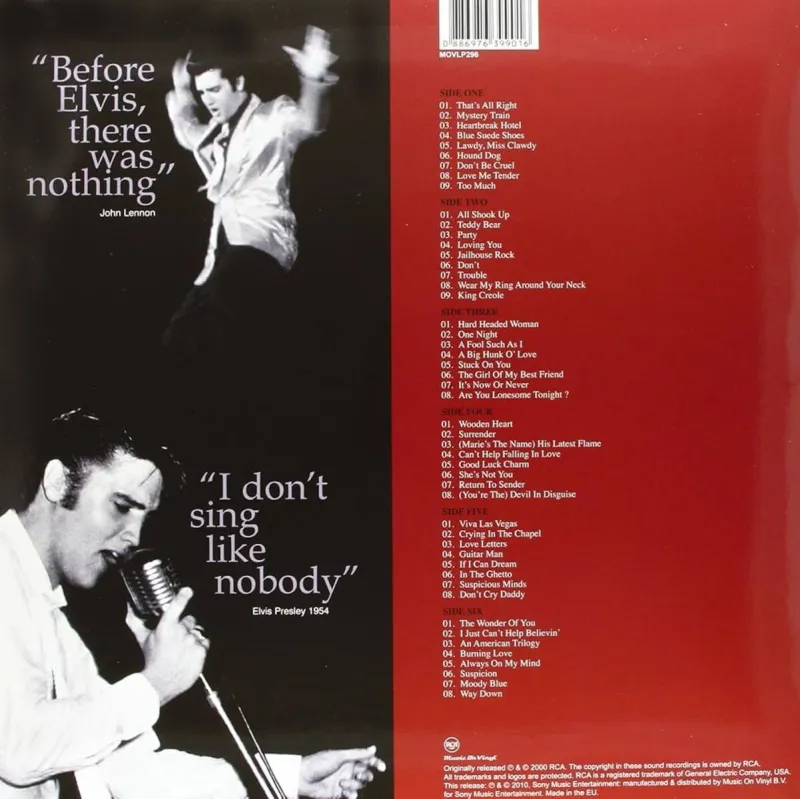 “Before
Elvis,
there
was
nothing”
John Lennon
“I don’t
sing
like
nobody”
Elvis Presley 1954
0 886976 399016
MOVLP296
SIDE ONE
01. That’s All Right
02. Mystery Train
03. Heartbreak Hotel
04. Blue Suede Shoes
05. Lawdy, Miss Clawdy
06. Hound Dog
07. Don’t Be Cruel
08. Love Me Tender
09. Too Much
SIDE TWO
01. All Shook Up
02. Teddy Bear
03. Party
04. Loving You
05. Jailhouse Rock
06. Don’t
07. Trouble
08. Wear My Ring Around Your Neck
09. King Creole
SIDE THREE
01. Hard Headed Woman
02. One Night
03. A Fool Such As I
04. A Big Hunk O’ Love
05. Stuck On You
06. The Girl Of My Best Friend
07. It’s Now Or Never
08. Are You Lonesome Tonight ?
SIDE FOUR
01. Wooden Heart
02. Surrender
03. (Marie’s The Name) His Latest Flame
04. Can’t Help Falling In Love
05. Good Luck Charm
06. She’s Not You
07. Return To Sender
08. (You’re The) Devil In Disguise
SIDE FIVE
01. Viva Las Vegas
02. Crying In The Chapel
03. Love Letters
04. Guitar Man
05. If I Can Dream
06. In The Ghetto
07. Suspicious Minds
08. Don’t Cry Daddy
SIDE SIX
01. The Wonder Of You
02. I Just Can’t Help Believin’
03. An American Trilogy
04. Burning Love
05. Always On My Mind
06. Suspicion
07. Moody Blue
08. Way Down
RCA
Music On Vinyl
Originally released ℗ & © 2000 RCA. The copyright in these sound recordings is owned by RCA.
All trademarks and logos are protected. RCA is a registered trademark of General Electric Company, USA.
This release: ℗ & © 2010, Sony Music Entertainment: manufactured & distributed by Music On Vinyl B.V.
for Sony Music Entertainment. Made in the EU.